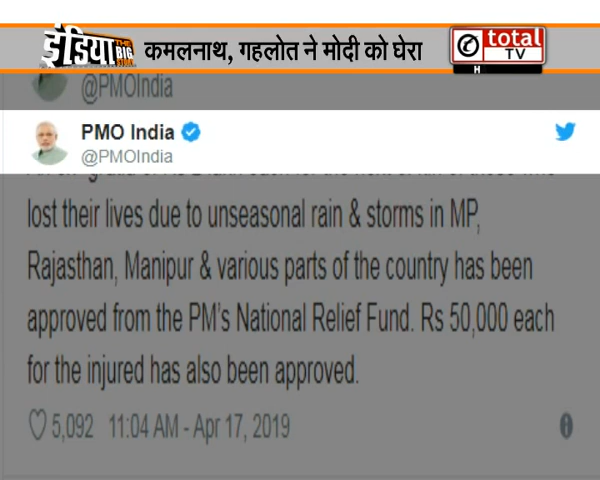 इंडिया THE BIG STORY कमलनाथ, गहलोत ने मोदी को घेरा total TV
H
@PMOIndia
PMO India
@PMOIndia
lost their lives due to unseasonal rain & storms in MP,
Rajasthan, Manipur & various parts of the country has been
approved from the PM's National Relief Fund. Rs 50,000 each
for the injured has also been approved.
5,092 11:04 AM - Apr 17, 2019